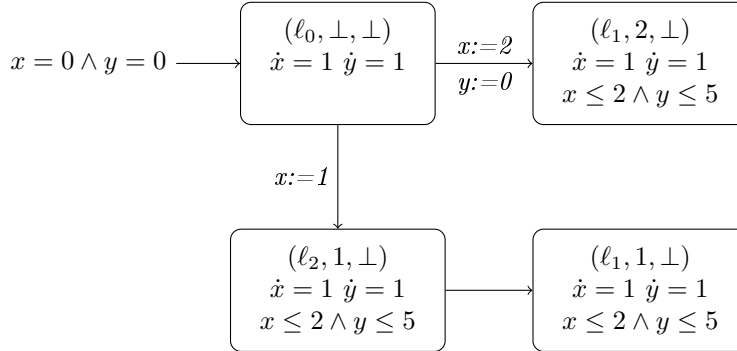 x = 0 ∧ y = 0
(ℓ₀, ⊥, ⊥)
ẋ = 1 ẏ = 1
x:=2
y:=0
(ℓ₁, 2, ⊥)
ẋ = 1 ẏ = 1
x ≤ 2 ∧ y ≤ 5
x:=1
(ℓ₂, 1, ⊥)
ẋ = 1 ẏ = 1
x ≤ 2 ∧ y ≤ 5
(ℓ₁, 1, ⊥)
ẋ = 1 ẏ = 1
x ≤ 2 ∧ y ≤ 5